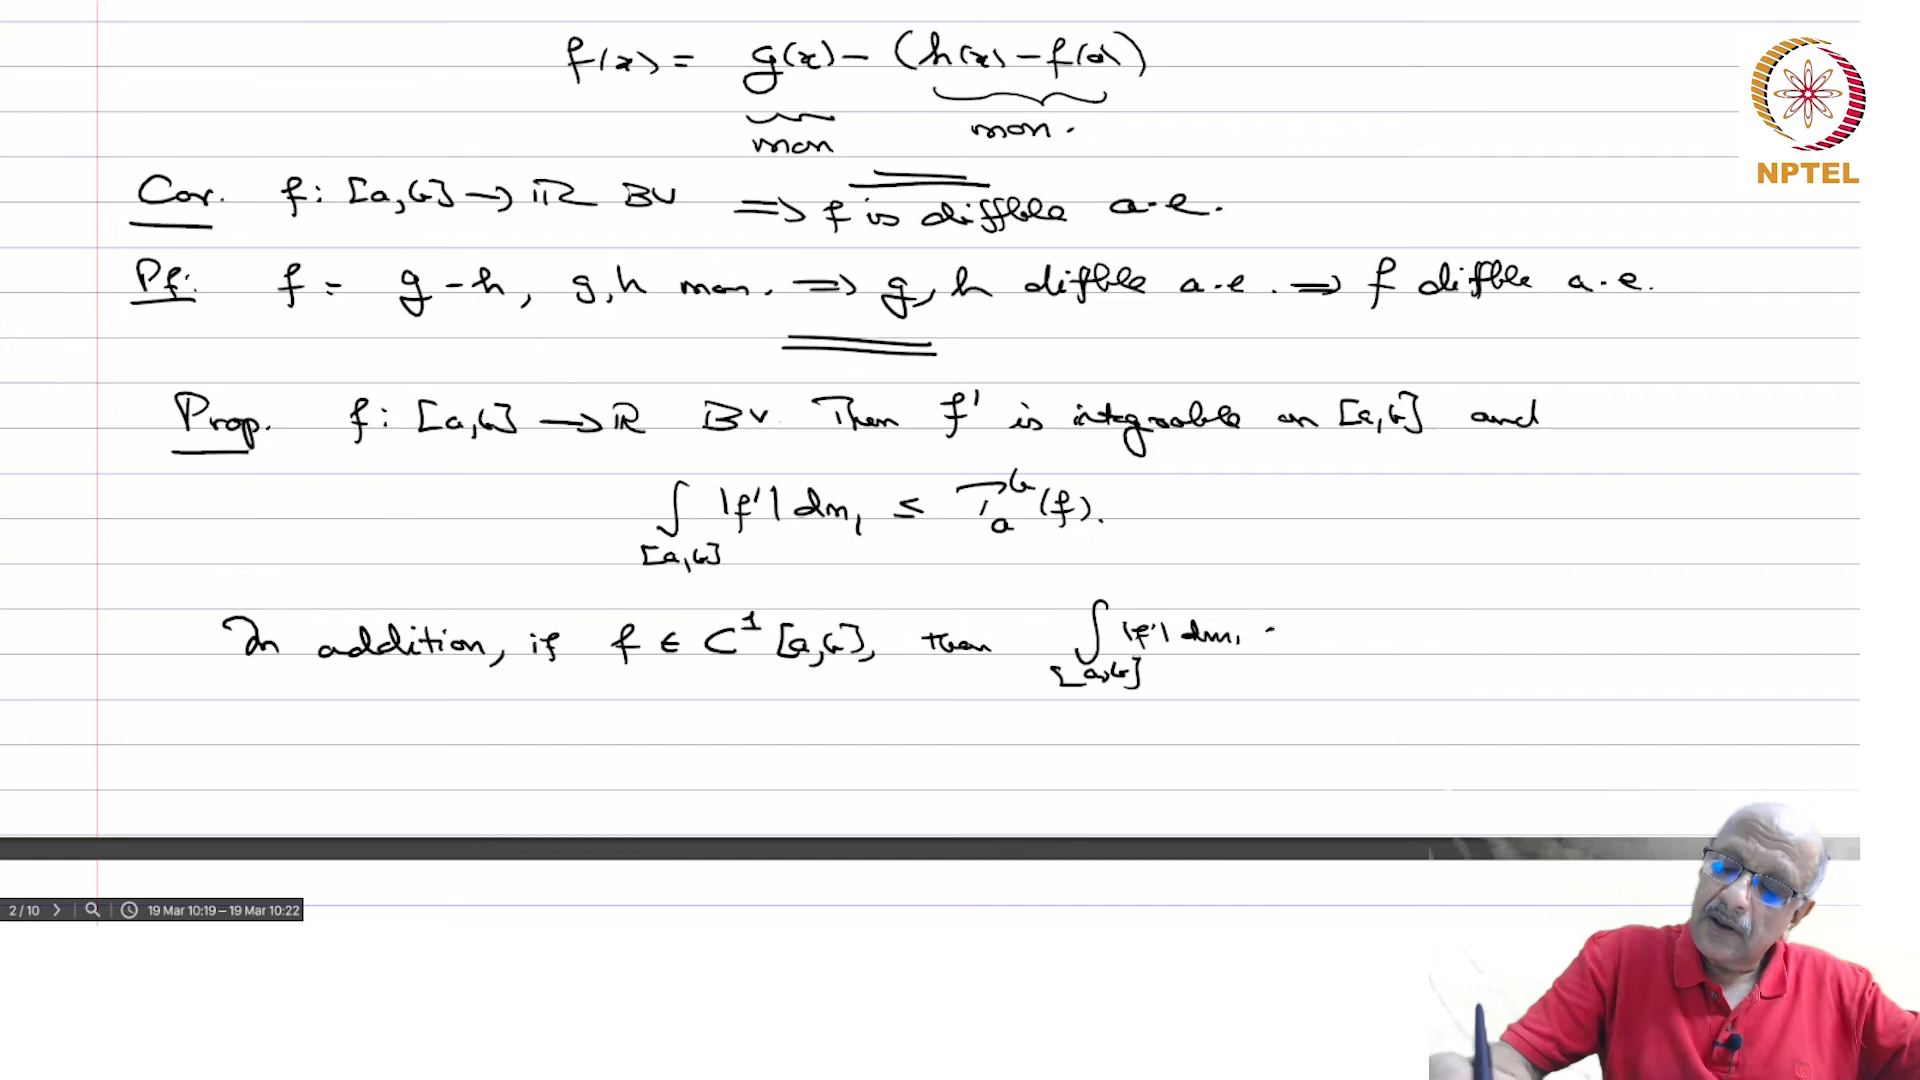 f(x) = g(x) - (h(x) - f(a))
mon mon.
Cor. f: [a,b] → ℝ BV ⇒ f is diffble a.e.
Pf: f = g - h, g, h mon. ⇒ g, h diffble a.e. ⇒ f diffble a.e.
Prop. f: [a,b] → ℝ BV. Then f' is integrable on [a,b] and
∫_[a,b] |f'| dm₁ ≤ T_a^b (f).
In addition, if f ∈ C¹[a,b], then ∫_[a,b] |f'| dm₁
NPTEL
2 / 10
19 Mar 10:19 – 19 Mar 10:22